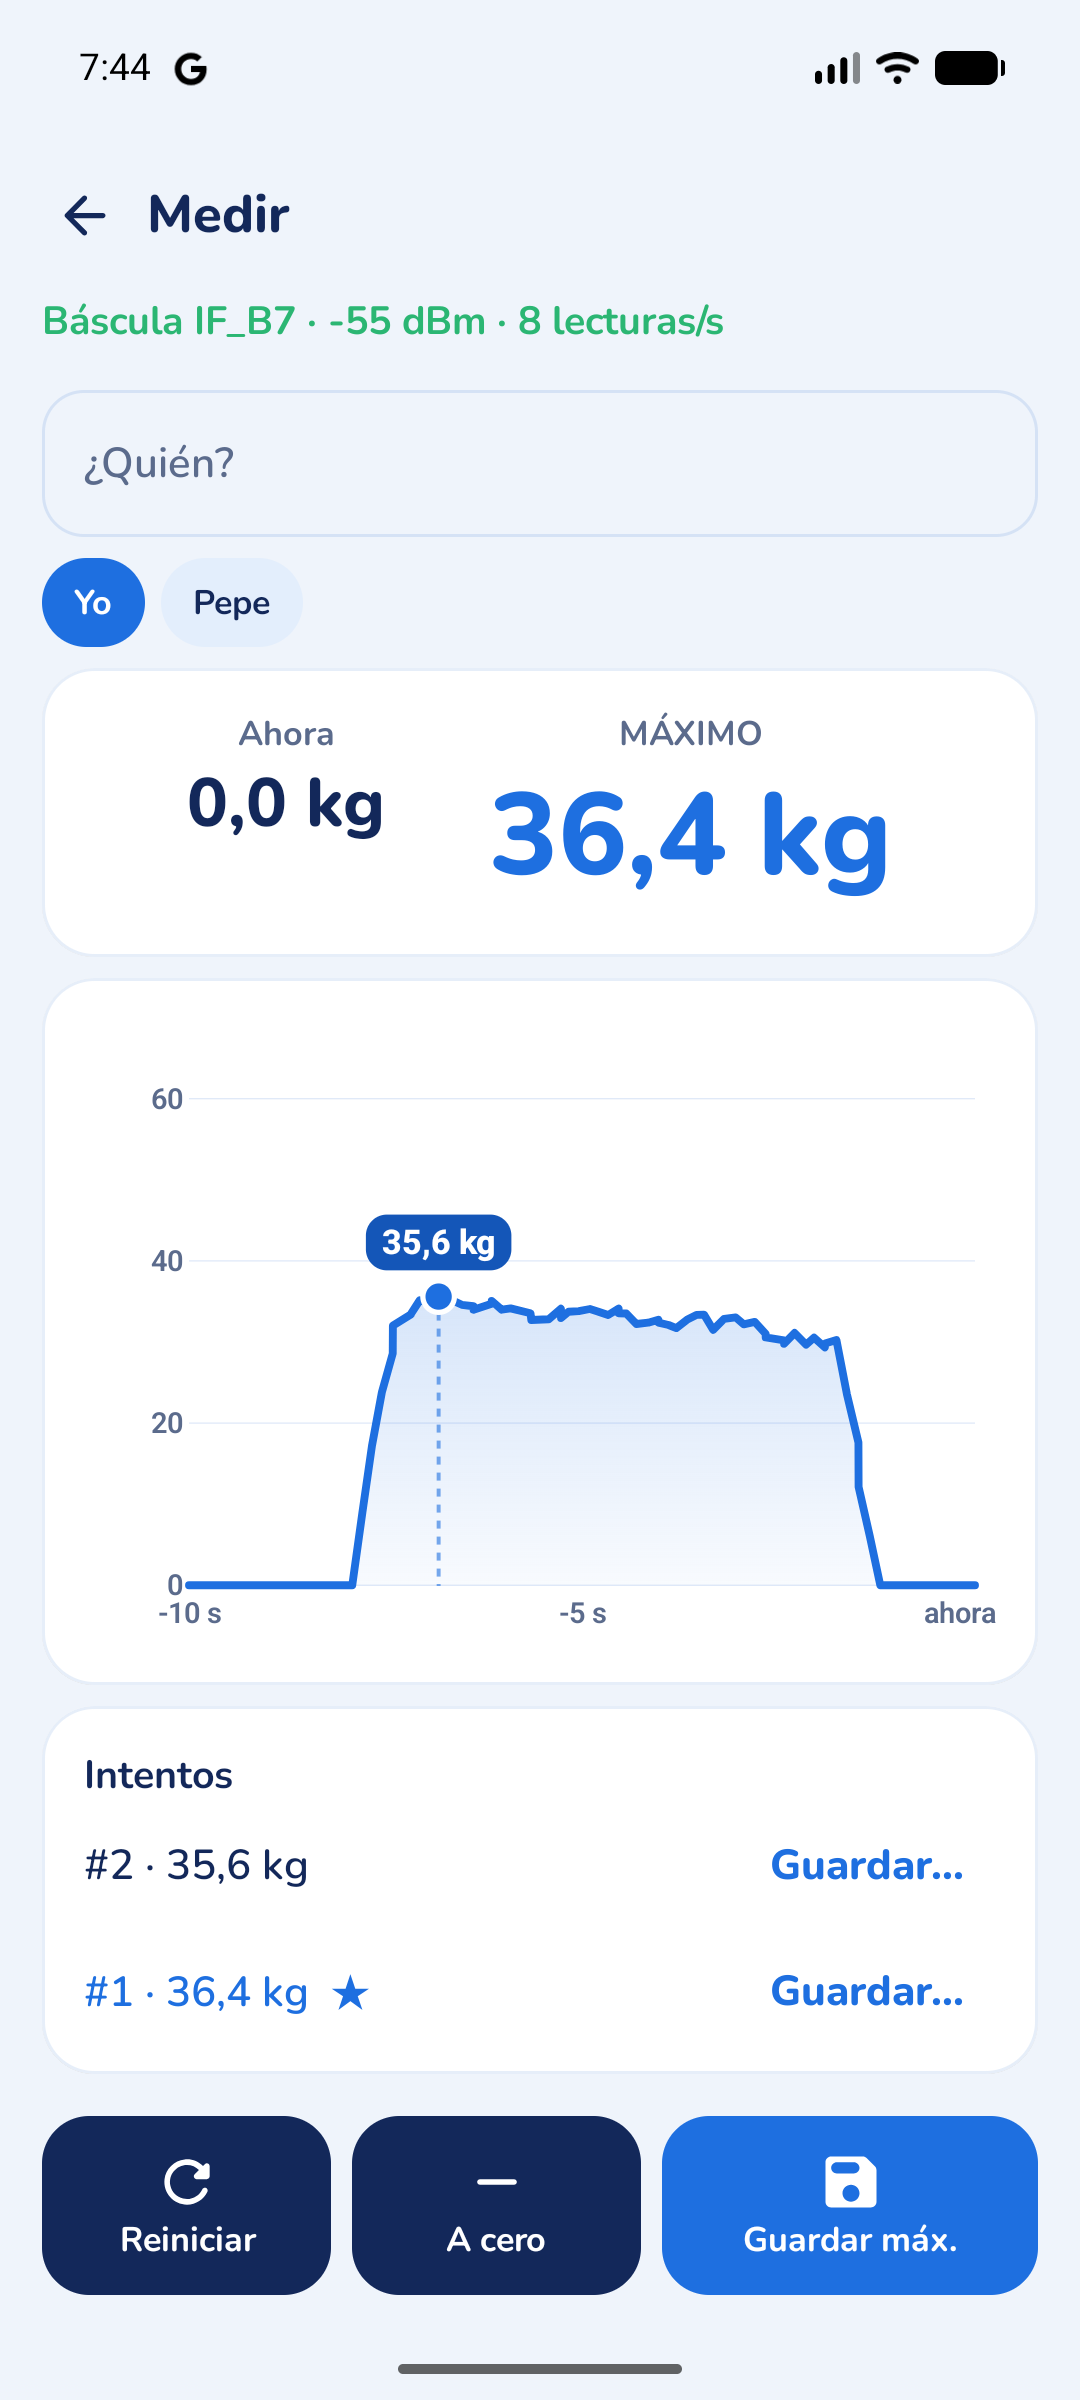 7:44 G
Medir
Báscula IF_B7 · -55 dBm · 8 lecturas/s
¿Quién?
Yo Pepe
Ahora MÁXIMO
0,0 kg 36,4 kg
60
35,6 kg
40
20
0
-10 s -5 s ahora
Intentos
#2 · 35,6 kg Guardar...
#1 · 36,4 kg ★ Guardar...
Reiniciar A cero Guardar máx.